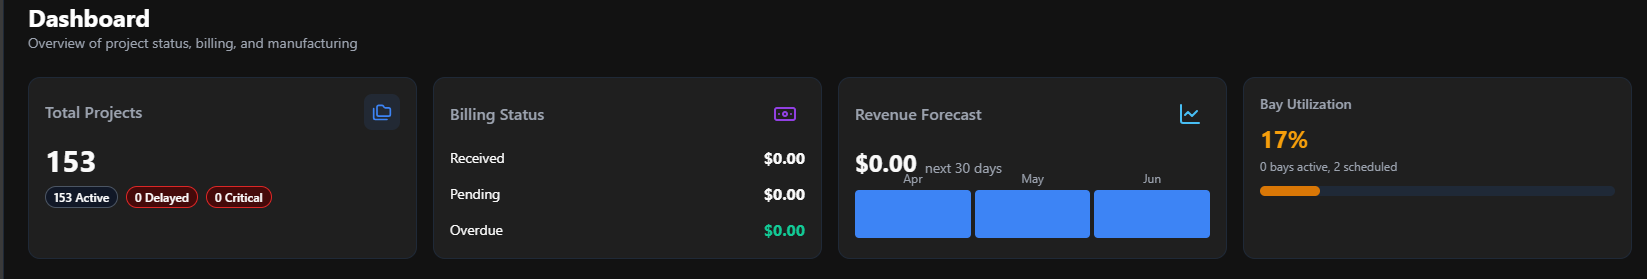 Dashboard
Overview of project status, billing, and manufacturing
Total Projects
153
153 Active 0 Delayed 0 Critical
Billing Status
Received $0.00
Pending $0.00
Overdue $0.00
Revenue Forecast
$0.00 next 30 days
Apr May Jun
Bay Utilization
17%
0 bays active, 2 scheduled